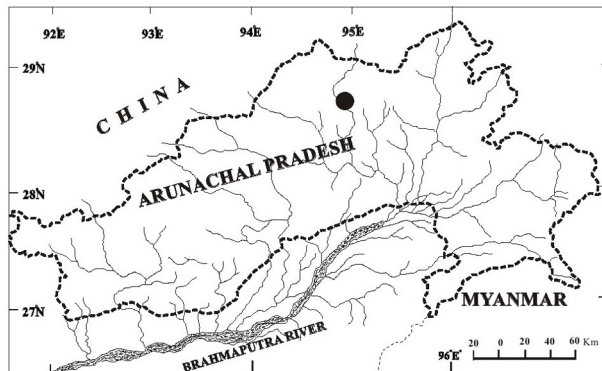 92E 93E 94E 95E
29N
CHINA
ARUNACHAL PRADESH
28N
27N
MYANMAR
BRAHMAPUTRA RIVER
96E
20 0 20 40 60 Km